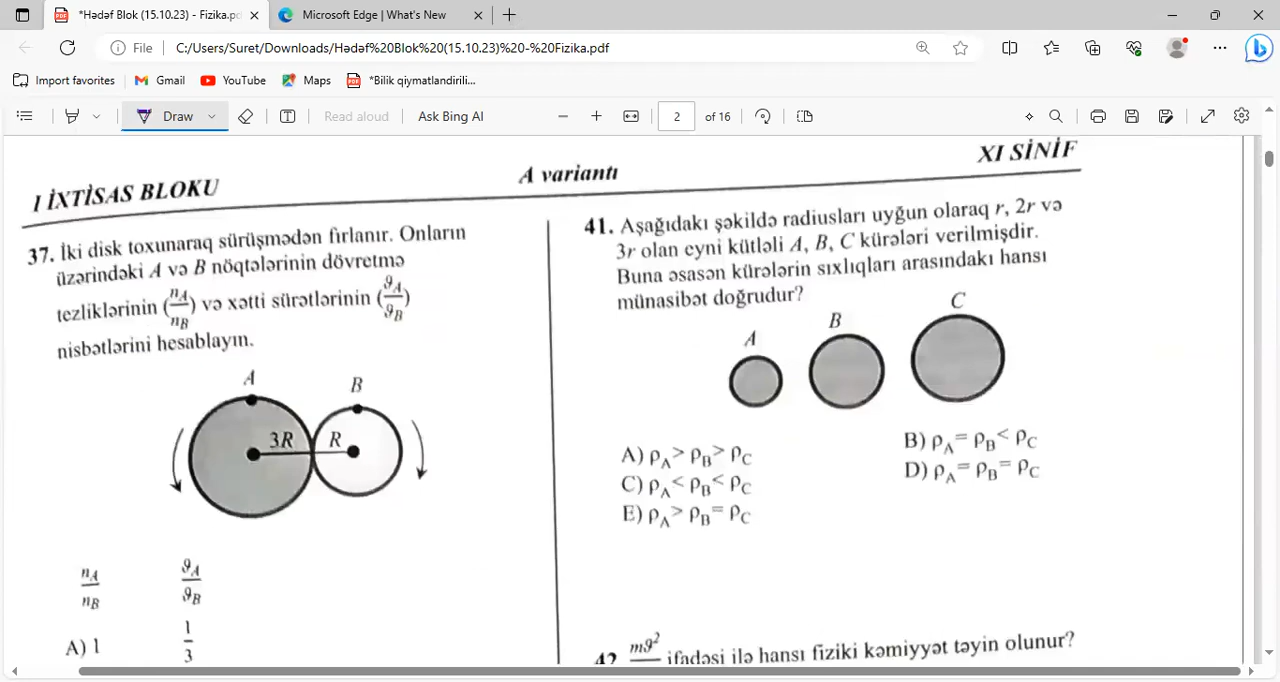 *Hədəf Blok (15.10.23) - Fizika.pd
Microsoft Edge | What's New
File
C:/Users/Suret/Downloads/Hədəf%20Blok%20(15.10.23)%20-%20Fizika.pdf
Import favorites
Gmail
YouTube
Maps
*Bilik qiymatlandirili...
Draw
Read aloud
Ask Bing AI
2
of 16
I İXTİSAS BLOKU
A variantı
XI SİNİF
37. İki disk toxunaraq sürüşmədən fırlanır. Onların
üzərindəki A və B nöqtələrinin dövretmə
tezliklərinin (n_A/n_B) və xətti sürətlərinin (ϑ_A/ϑ_B)
nisbətlərini hesablayın.
A
B
3R
R
n_A/n_B
ϑ_A/ϑ_B
A) 1
1/3
41. Aşağıdakı şəkildə radiusları uyğun olaraq r, 2r və
3r olan eyni kütləli A, B, C kürələri verilmişdir.
Buna əsasən kürələrin sıxlıqları arasındakı hansı
münasibət doğrudur?
A
B
C
A) ρ_A > ρ_B > ρ_C
B) ρ_A = ρ_B < ρ_C
C) ρ_A < ρ_B < ρ_C
D) ρ_A = ρ_B = ρ_C
E) ρ_A > ρ_B = ρ_C
42 mϑ² ifadəsi ilə hansı fiziki kəmiyyət təyin olunur?